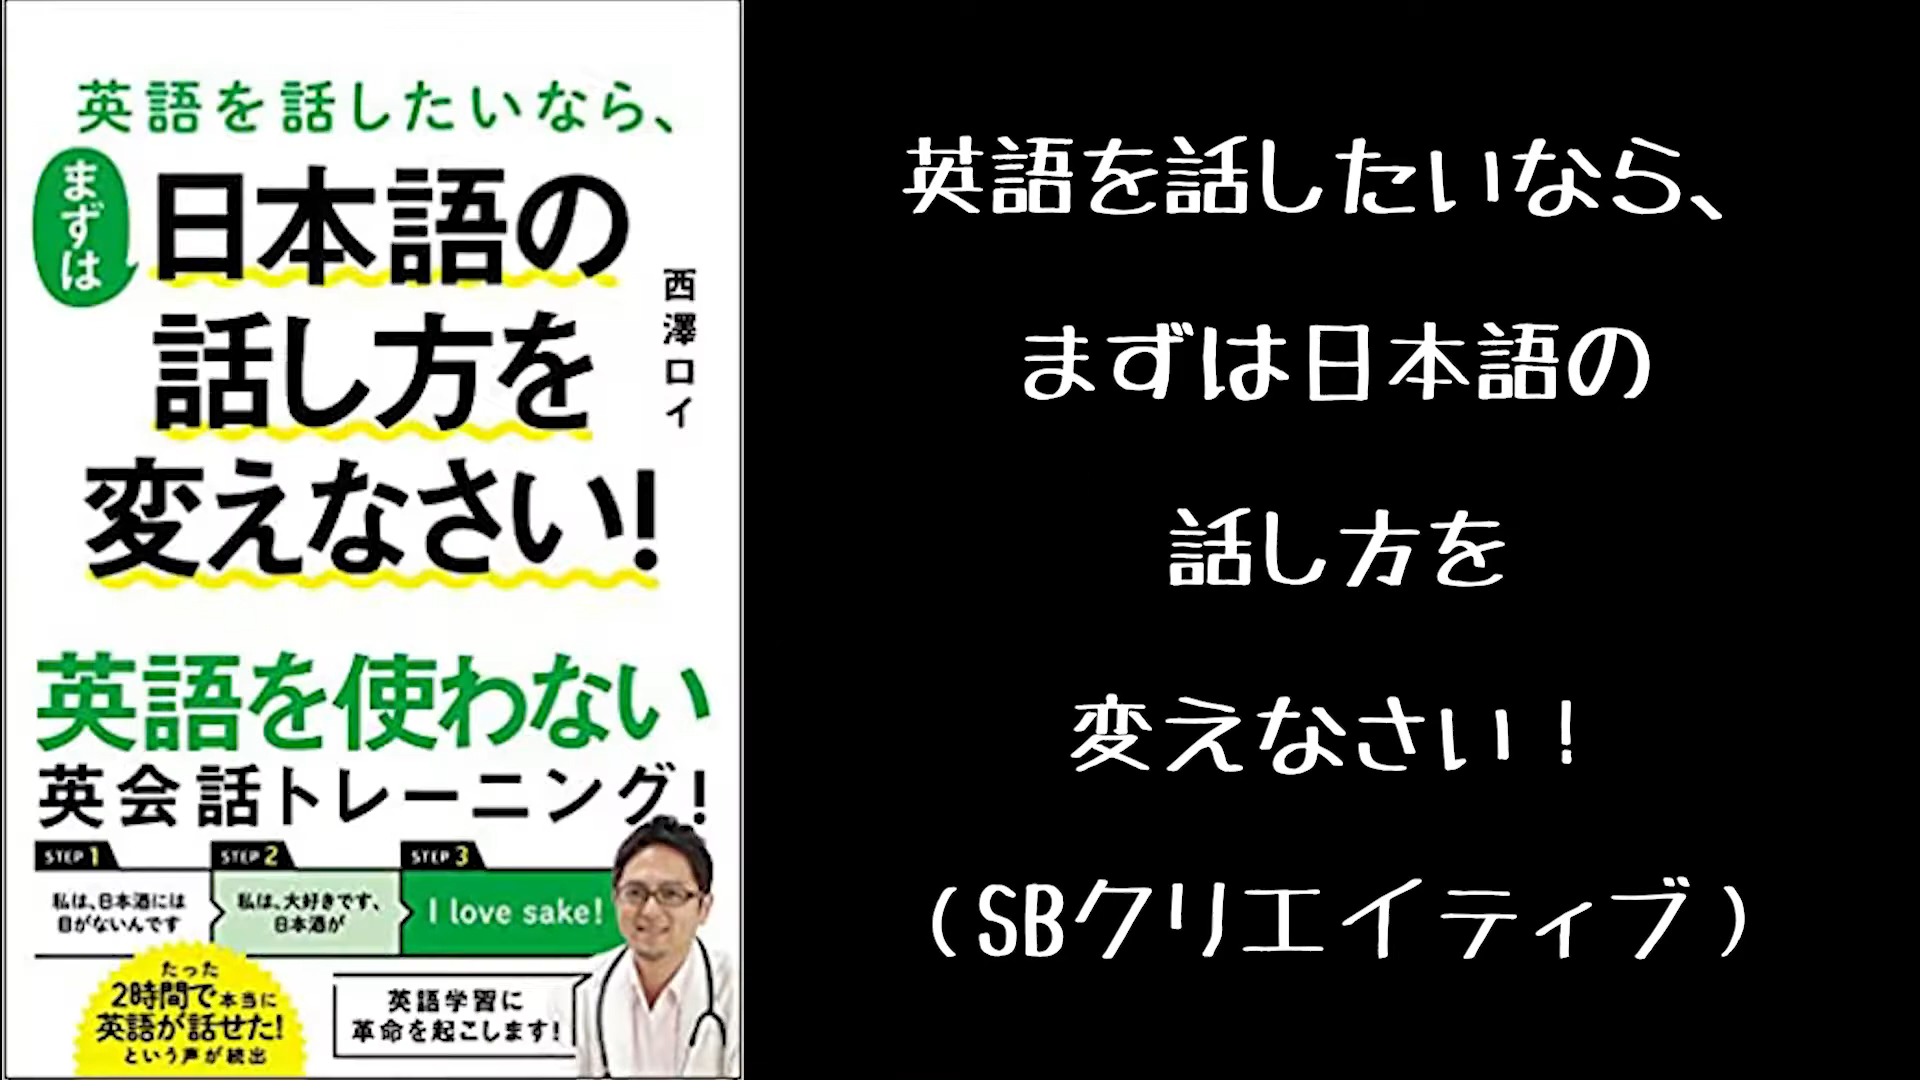 英語を話したいなら、
まずは
日本語の
話し方を
変えなさい!
西澤ロイ
英語を使わない
英会話トレーニング!
STEP 1
私は、日本酒には
目がないんです
STEP 2
私は、大好きです、
日本酒が
STEP 3
I love sake!
たった
2時間で本当に
英語が話せた!
という声が続出
英語学習に
革命を起こします!
英語を話したいなら、
まずは日本語の
話し方を
変えなさい！
(SBクリエイティブ)